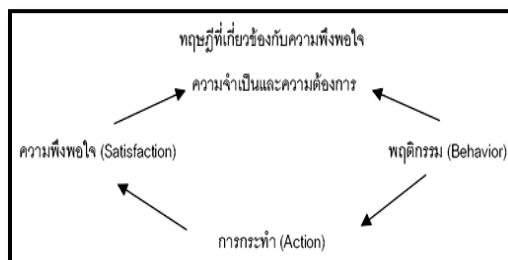 ทฤษฎีที่เกี่ยวข้องกับความพึงพอใจ
ความจำเป็นและความต้องการ
ความพึงพอใจ (Satisfaction)
พฤติกรรม (Behavior)
การกระทำ (Action)